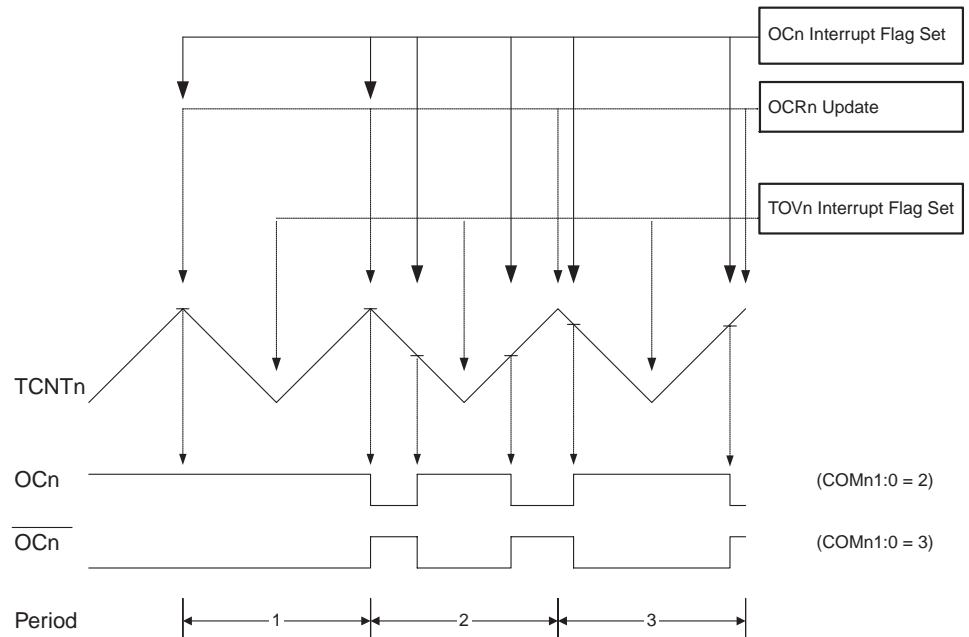 OCn Interrupt Flag Set
OCRn Update
TOVn Interrupt Flag Set
TCNTn
OCn
(COMn1:0 = 2)
OCn
(COMn1:0 = 3)
Period
1
2
3